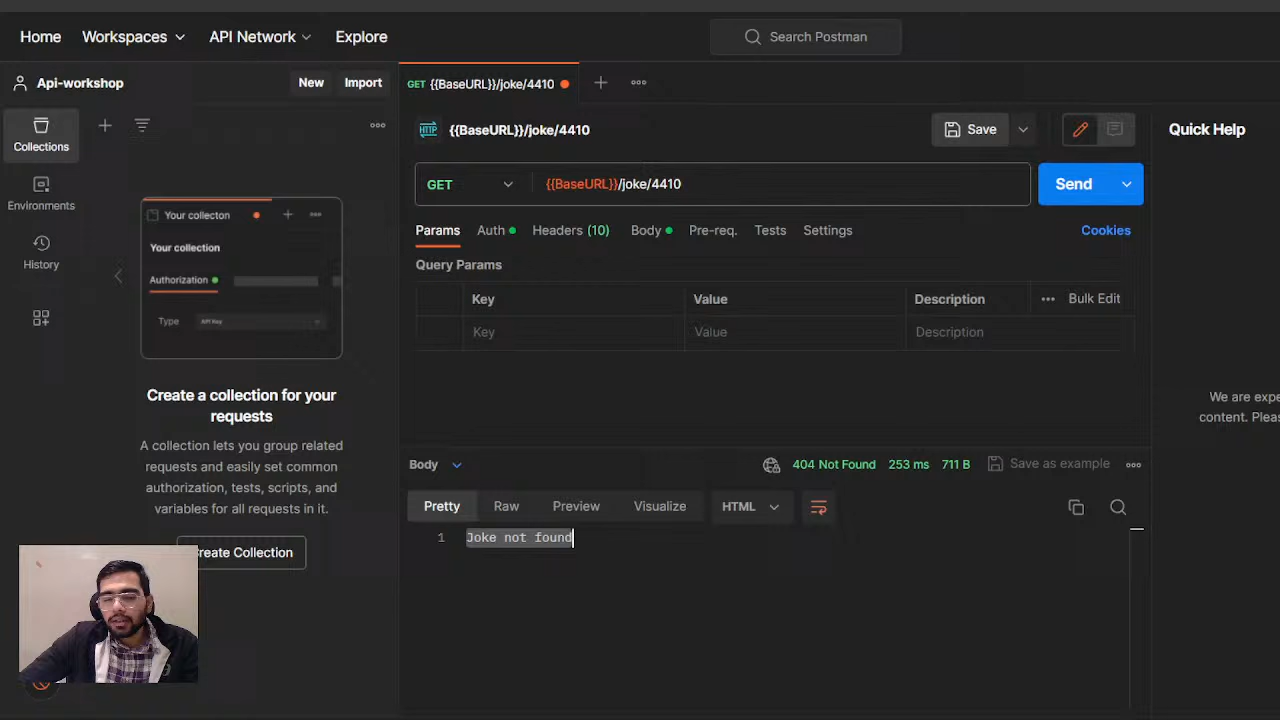 Home Workspaces API Network Explore Search Postman
Api-workshop New Import
GET {{BaseURL}}/joke/4410
Collections
Environments
History
{{BaseURL}}/joke/4410 Save
GET {{BaseURL}}/joke/4410 Send
Params Auth Headers (10) Body Pre-req. Tests Settings Cookies
Query Params
Key Value Description Bulk Edit
Key Value Description
Your collecton
Your collection
Authorization
Type API Key
Create a collection for your
requests
A collection lets you group related
requests and easily set common
authorization, tests, scripts, and
variables for all requests in it.
Create Collection
Quick Help
We are expe
content. Pleas
Body 404 Not Found 253 ms 711 B Save as example
Pretty Raw Preview Visualize HTML
1 Joke not found